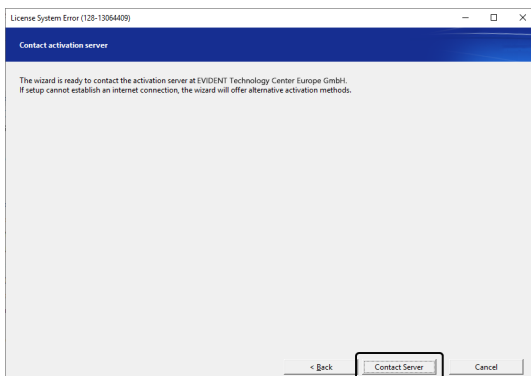 License System Error (128-13064409)
Contact activation server
The wizard is ready to contact the activation server at EVIDENT Technology Center Europe GmbH.
If setup cannot establish an internet connection, the wizard will offer alternative activation methods.
< Back
Contact Server
Cancel